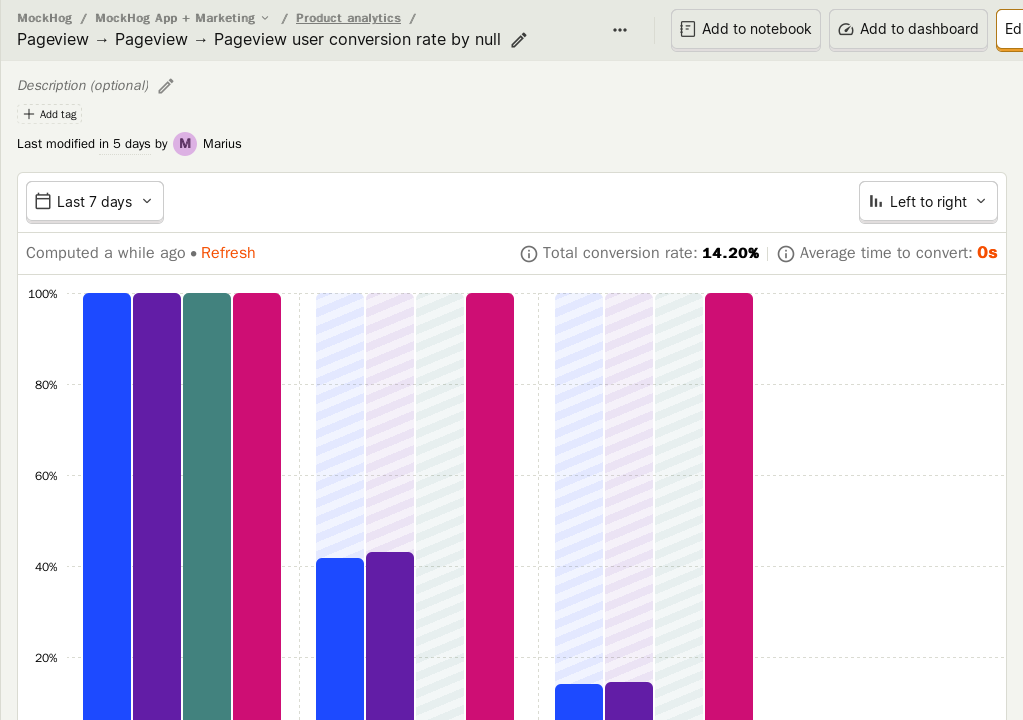 MockHog / MockHog App + Marketing / Product analytics /
Pageview → Pageview → Pageview user conversion rate by null
Add to notebook
Add to dashboard
Ed
Description (optional)
+ Add tag
Last modified in 5 days by M Marius
Last 7 days
Left to right
Computed a while ago • Refresh
Total conversion rate: 14.20%
Average time to convert: 0s
100%
80%
60%
40%
20%